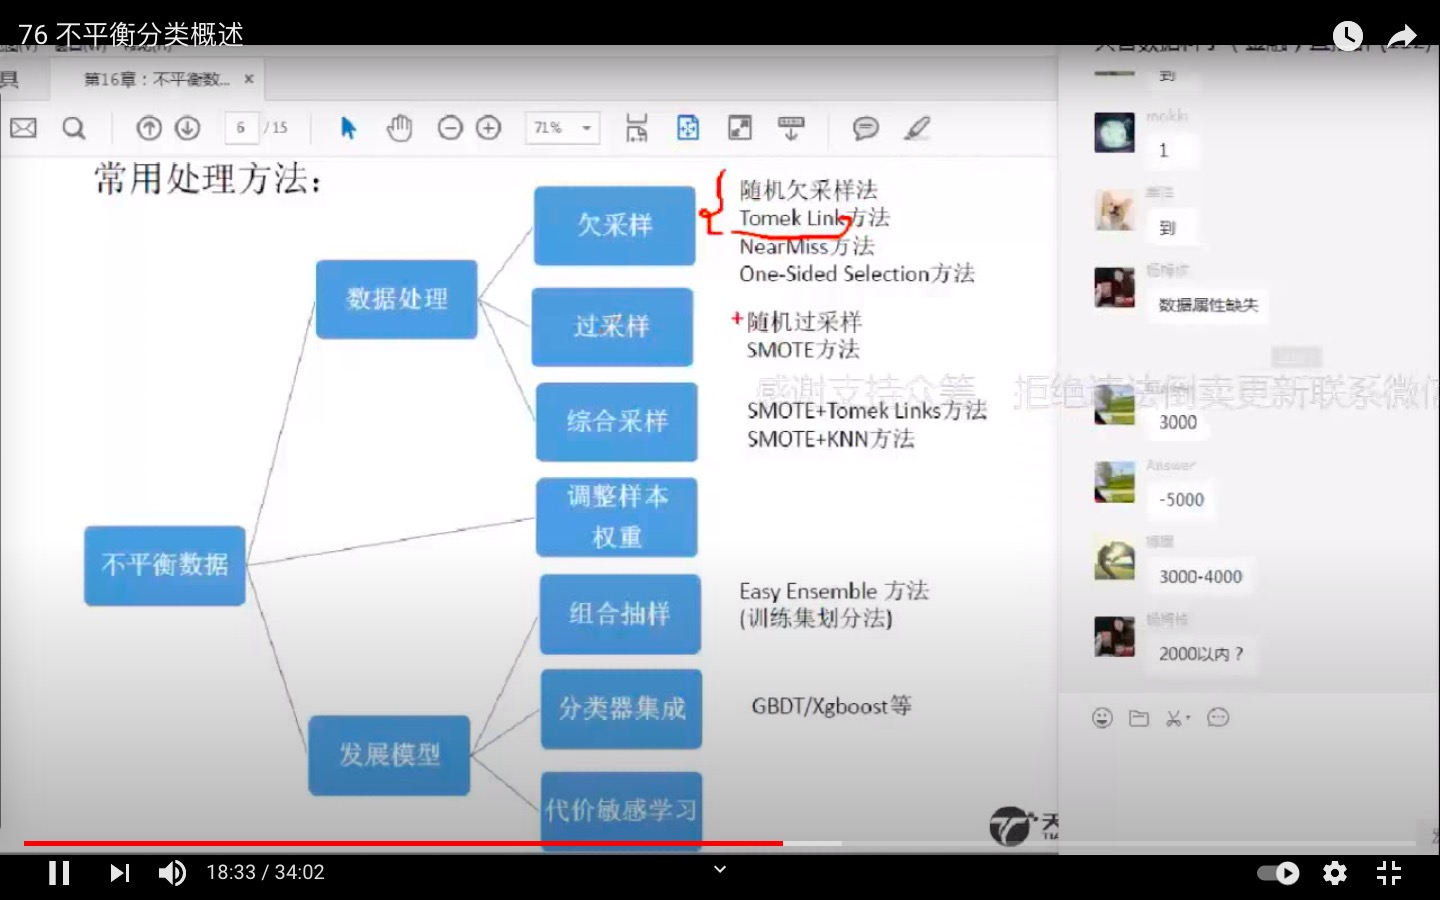 76 不平衡分类概述
具
第16章：不平衡数... ×
6 / 15
71%
常用处理方法：
不平衡数据
数据处理
发展模型
欠采样
随机欠采样法
Tomek Link方法
NearMiss方法
One-Sided Selection方法
过采样
随机过采样
SMOTE方法
综合采样
SMOTE+Tomek Links方法
SMOTE+KNN方法
调整样本
权重
组合抽样
Easy Ensemble 方法
(训练集划分法)
分类器集成
GBDT/Xgboost等
代价敏感学习
到
mokki
1
到
数据属性缺失
感谢支持众筹 拒绝违法倒卖更新联系微信
3000
Answer
-5000
3000-4000
2000以内？
18:33 / 34:02